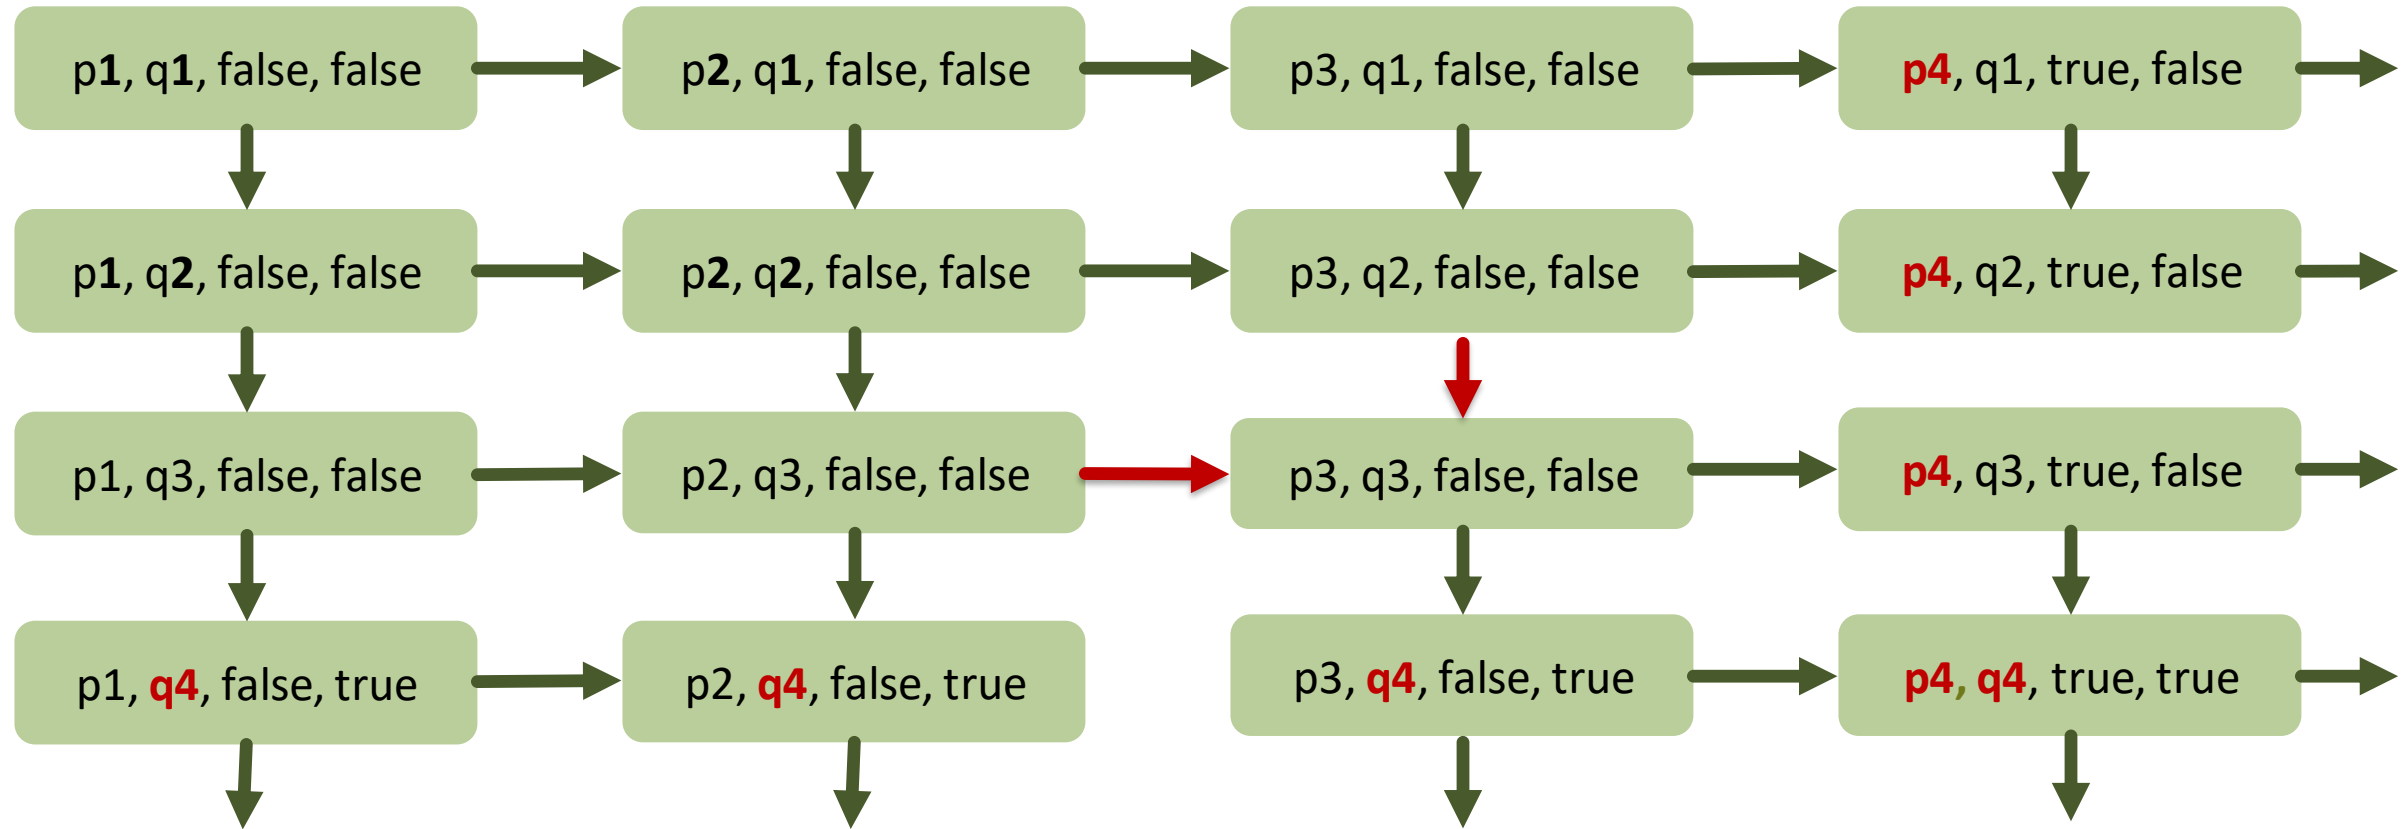 p1, q1, false, false
p2, q1, false, false
p3, q1, false, false
p4, q1, true, false
p1, q2, false, false
p2, q2, false, false
p3, q2, false, false
p4, q2, true, false
p1, q3, false, false
p2, q3, false, false
p3, q3, false, false
p4, q3, true, false
p1, q4, false, true
p2, q4, false, true
p3, q4, false, true
p4, q4, true, true